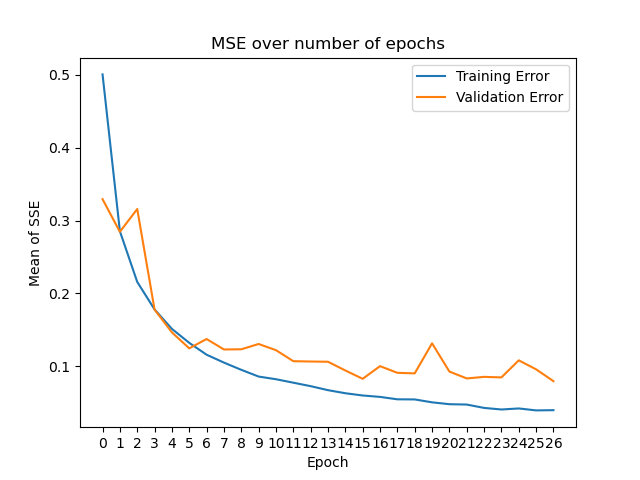 MSE over number of epochs
Training Error
Validation Error
0.5
0.4
0.3
0.2
0.1
Mean of SSE
0 1 2 3 4 5 6 7 8 9 10 11 12 13 14 15 16 17 18 19 20 21 22 23 24 25 26
Epoch